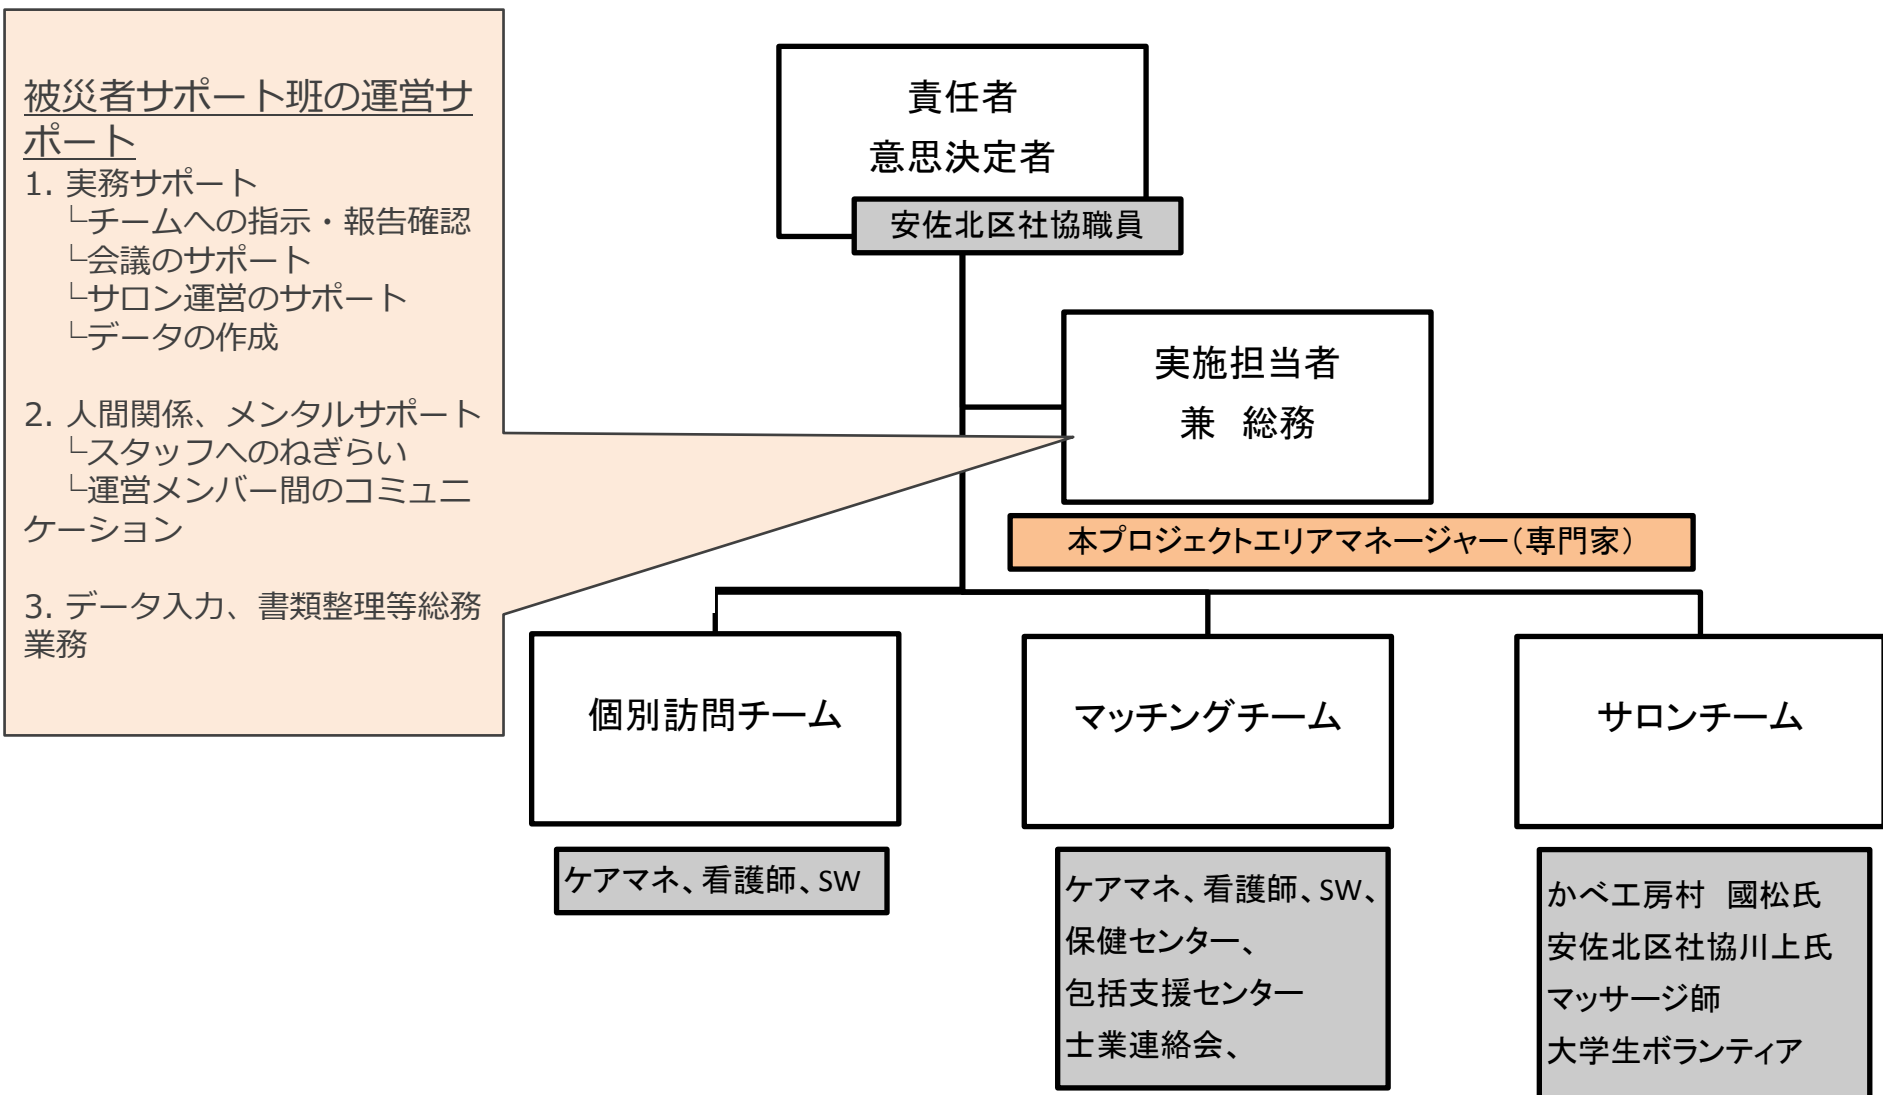 被災者サポート班の運営サ
ポート
1. 実務サポート
└チームへの指示・報告確認
└会議のサポート
└サロン運営のサポート
└データの作成
2. 人間関係、メンタルサポート
└スタッフへのねぎらい
└運営メンバー間のコミュニ
ケーション
3. データ入力、書類整理等総務
業務
責任者
意思決定者
安佐北区社協職員
実施担当者
兼 総務
本プロジェクトエリアマネージャー(専門家)
個別訪問チーム
ケアマネ、看護師、SW
マッチングチーム
ケアマネ、看護師、SW、
保健センター、
包括支援センター
士業連絡会、
サロンチーム
かべ工房村 國松氏
安佐北区社協川上氏
マッサージ師
大学生ボランティア